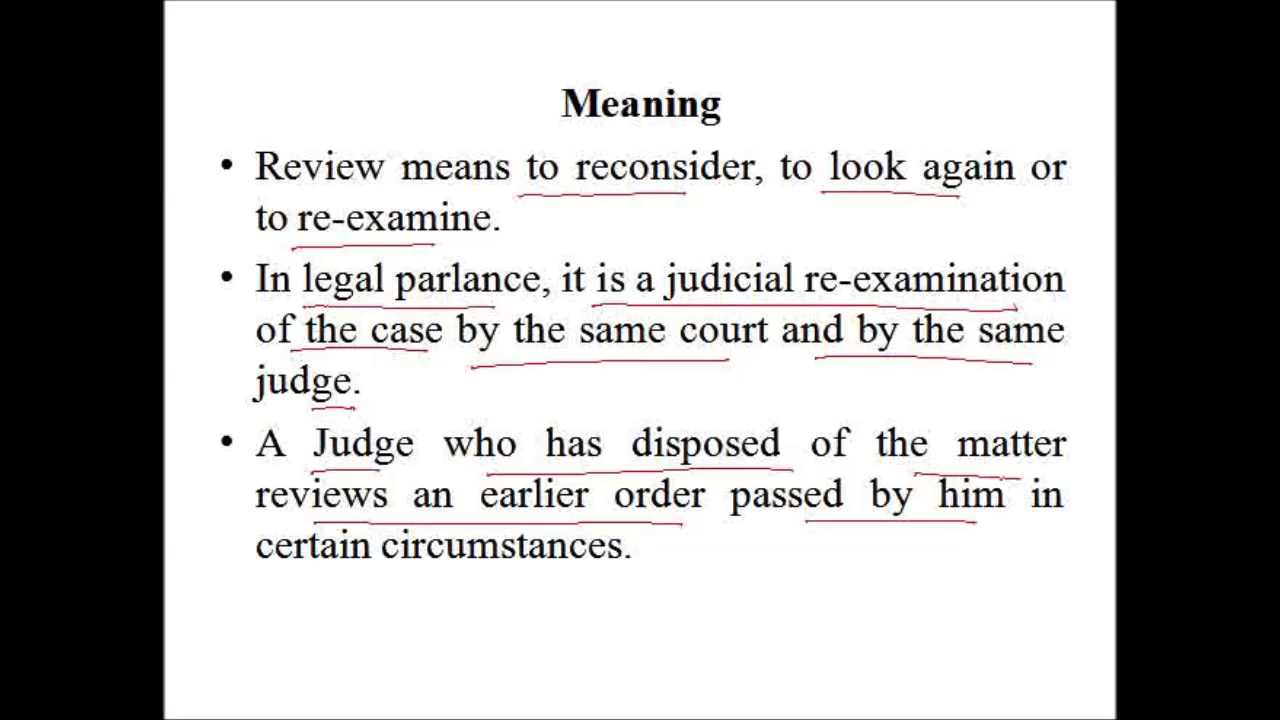 Meaning
• Review means to reconsider, to look again or
to re-examine.
• In legal parlance, it is a judicial re-examination
of the case by the same court and by the same
judge.
• A Judge who has disposed of the matter
reviews an earlier order passed by him in
certain circumstances.